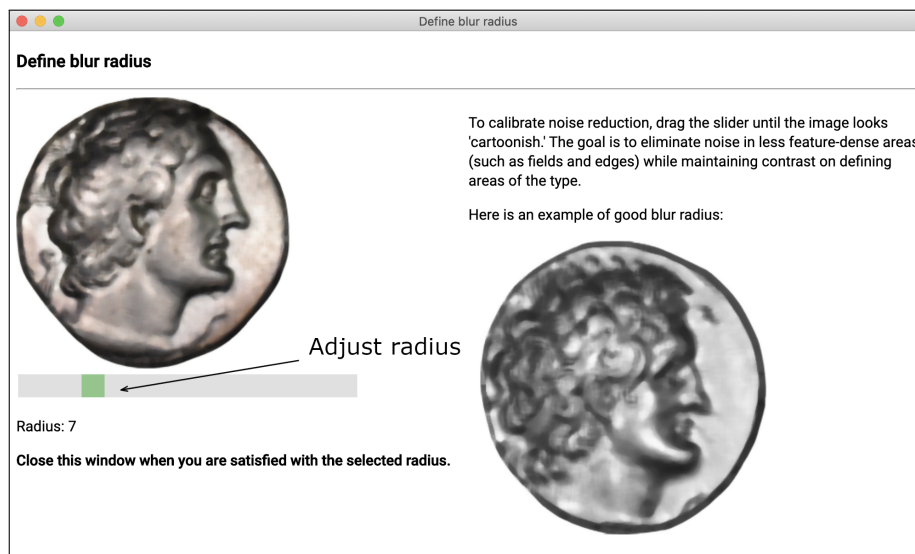 Define blur radius
Define blur radius
To calibrate noise reduction, drag the slider until the image looks
'cartoonish.' The goal is to eliminate noise in less feature-dense areas
(such as fields and edges) while maintaining contrast on defining
areas of the type.
Here is an example of good blur radius:
Adjust radius
Radius: 7
Close this window when you are satisfied with the selected radius.